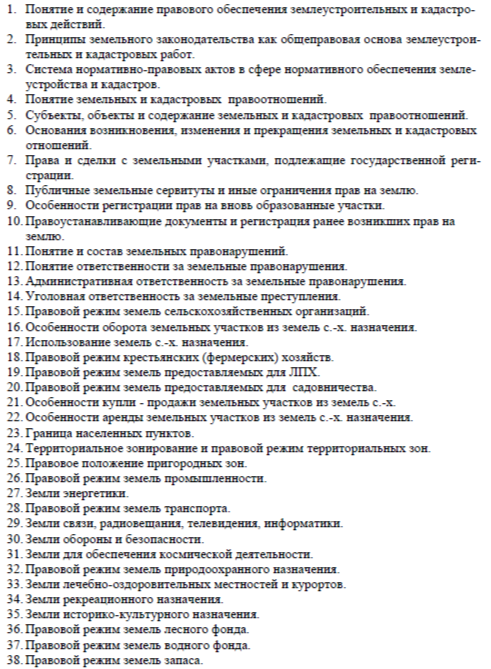 1. Понятие и содержание правового обеспечения землеустроительных и кадастро-
вых действий.
2. Принципы земельного законодательства как общеправовая основа землеустрои-
тельных и кадастровых работ.
3. Система нормативно-правовых актов в сфере нормативного обеспечения земле-
устройства и кадастров.
4. Понятие земельных и кадастровых правоотношений.
5. Субъекты, объекты и содержание земельных и кадастровых правоотношений.
6. Основания возникновения, изменения и прекращения земельных и кадастровых
отношений.
7. Права и сделки с земельными участками, подлежащие государственной реги-
страции.
8. Публичные земельные сервитуты и иные ограничения прав на землю.
9. Особенности регистрации прав на вновь образованные участки.
10. Правоустанавливающие документы и регистрация ранее возникших прав на
землю.
11. Понятие и состав земельных правонарушений.
12. Понятие ответственности за земельные правонарушения.
13. Административная ответственность за земельные правонарушения.
14. Уголовная ответственность за земельные преступления.
15. Правовой режим земель сельскохозяйственных организаций.
16. Особенности оборота земельных участков из земель с.-х. назначения.
17. Использование земель с.-х. назначения.
18. Правовой режим крестьянских (фермерских) хозяйств.
19. Правовой режим земель предоставляемых для ЛПХ.
20. Правовой режим земель предоставляемых для садовничества.
21. Особенности купли - продажи земельных участков из земель с.-х.
22. Особенности аренды земельных участков из земель с.-х. назначения.
23. Граница населенных пунктов.
24. Территориальное зонирование и правовой режим территориальных зон.
25. Правовое положение пригородных зон.
26. Правовой режим земель промышленности.
27. Земли энергетики.
28. Правовой режим земель транспорта.
29. Земли связи, радиовещания, телевидения, информатики.
30. Земли обороны и безопасности.
31. Земли для обеспечения космической деятельности.
32. Правовой режим земель природоохранного назначения.
33. Земли лечебно-оздоровительных местностей и курортов.
34. Земли рекреационного назначения.
35. Земли историко-культурного назначения.
36. Правовой режим земель лесного фонда.
37. Правовой режим земель водного фонда.
38. Правовой режим земель запаса.